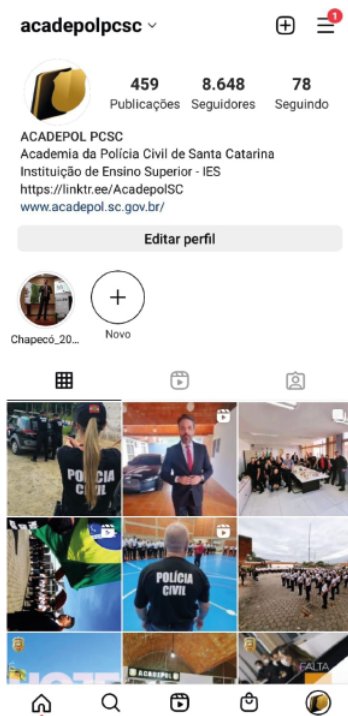 acadepolpcsc
1
459 8.648 78
Publicações Seguidores Seguindo
ACADEPOL PCSC
Academia da Polícia Civil de Santa Catarina
Instituição de Ensino Superior - IES
https://linktr.ee/AcadepolSC
www.acadepol.sc.gov.br/
Editar perfil
Chapecó_20...
Novo
POLÍCIA
CIVIL
POLÍCIA
CIVIL
ACADEPOL
FALTA